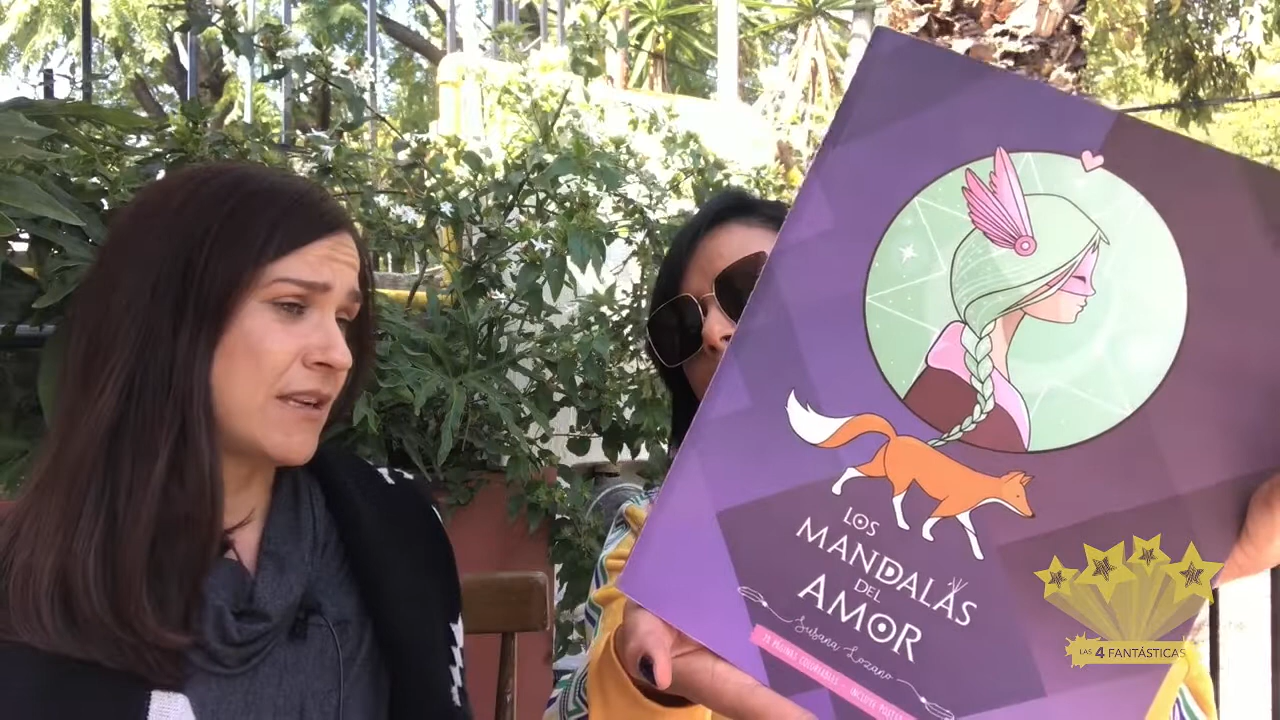 LOS
MANDALAS
DEL
AMOR
Susana Lozano
LAS 4 FANTÁSTICAS